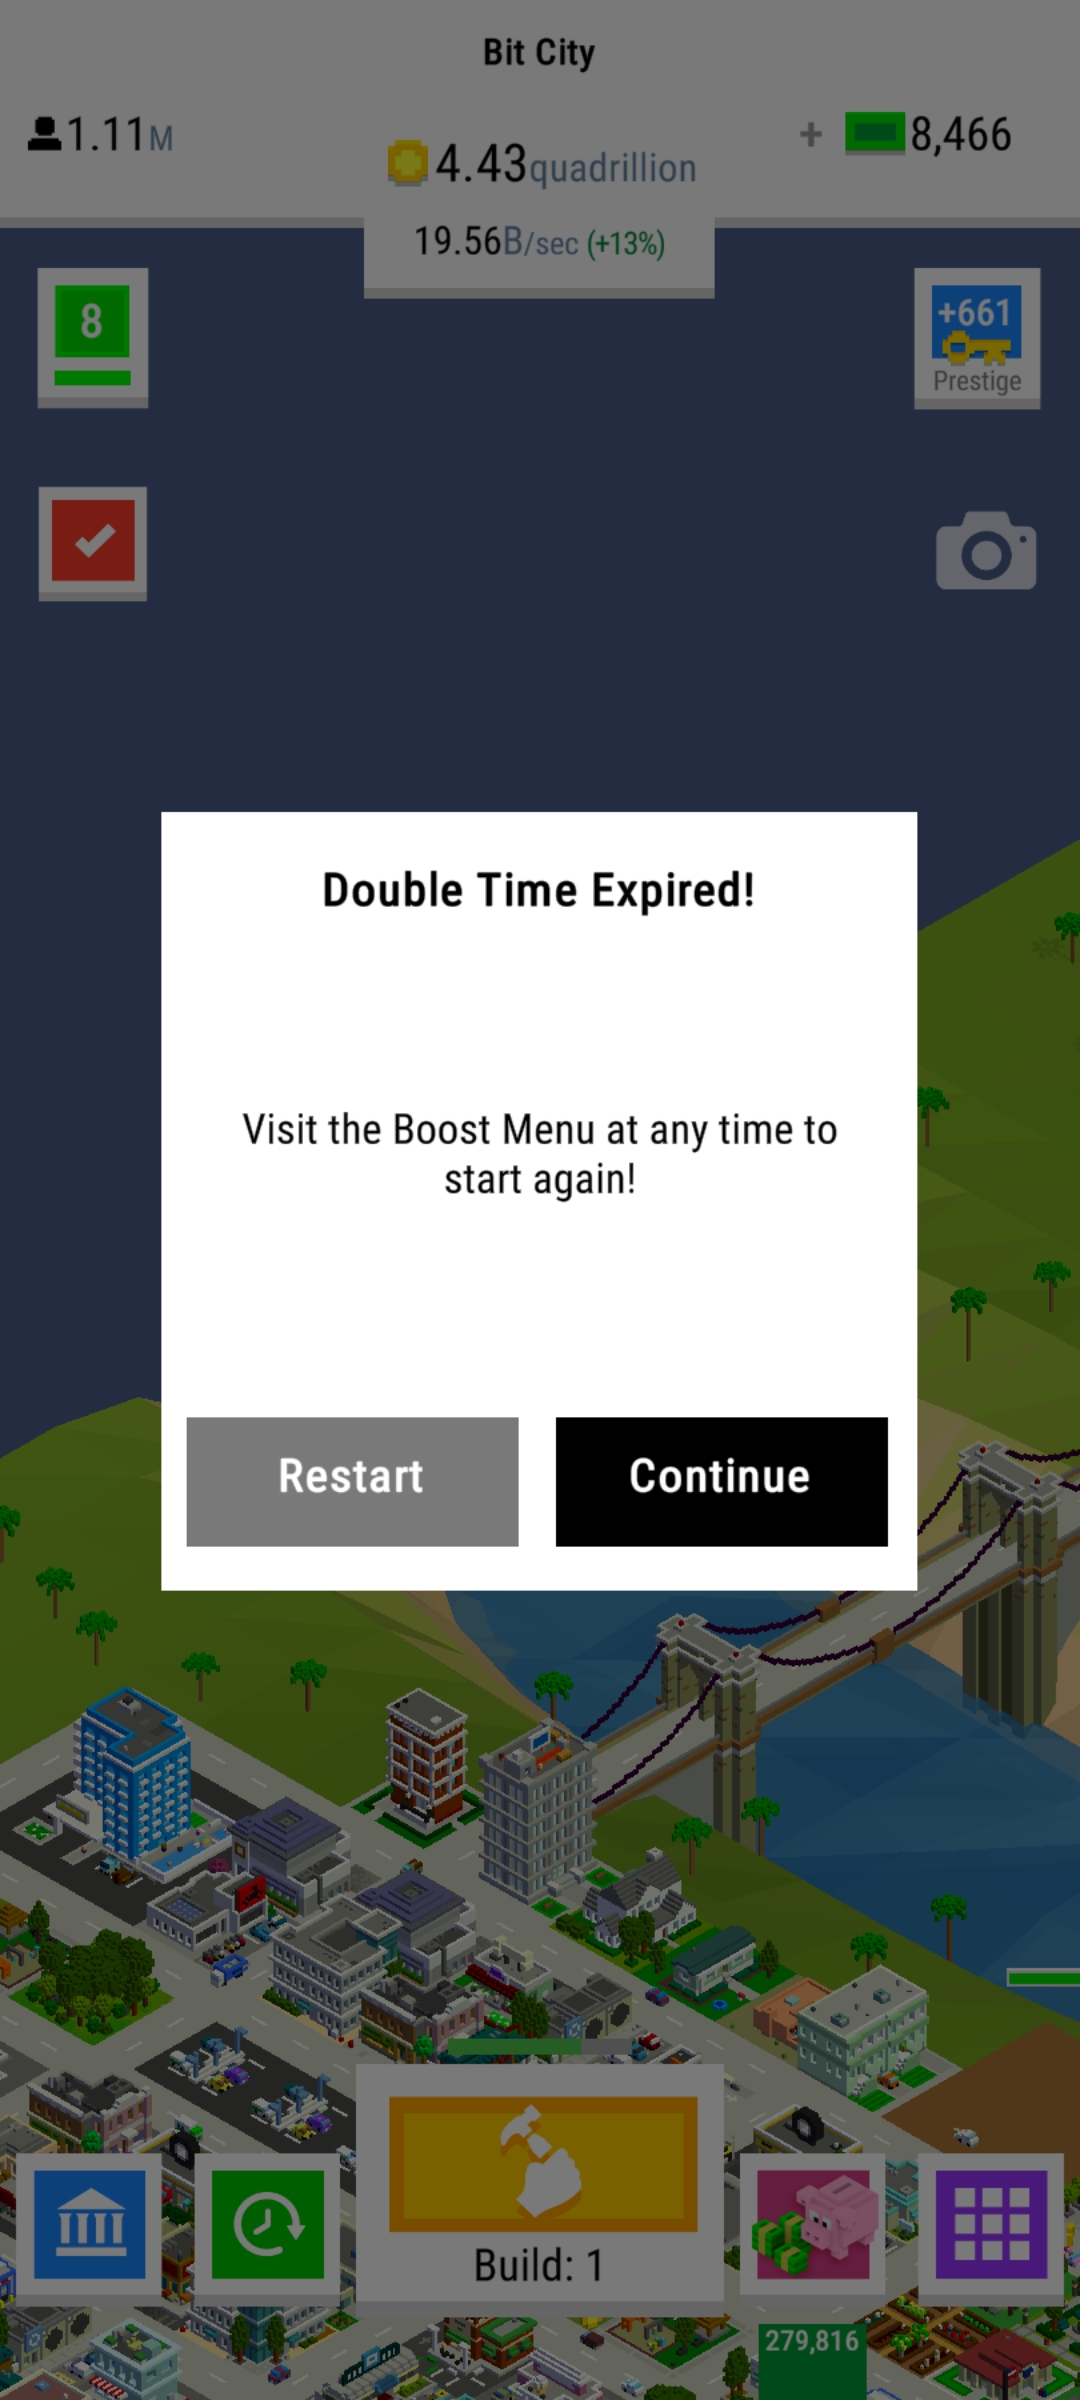 Bit City
1.11M
4.43quadrillion
+ 8,466
19.56B/sec (+13%)
8
+661
Prestige
Double Time Expired!
Visit the Boost Menu at any time to
start again!
Restart
Continue
Build: 1
279,816